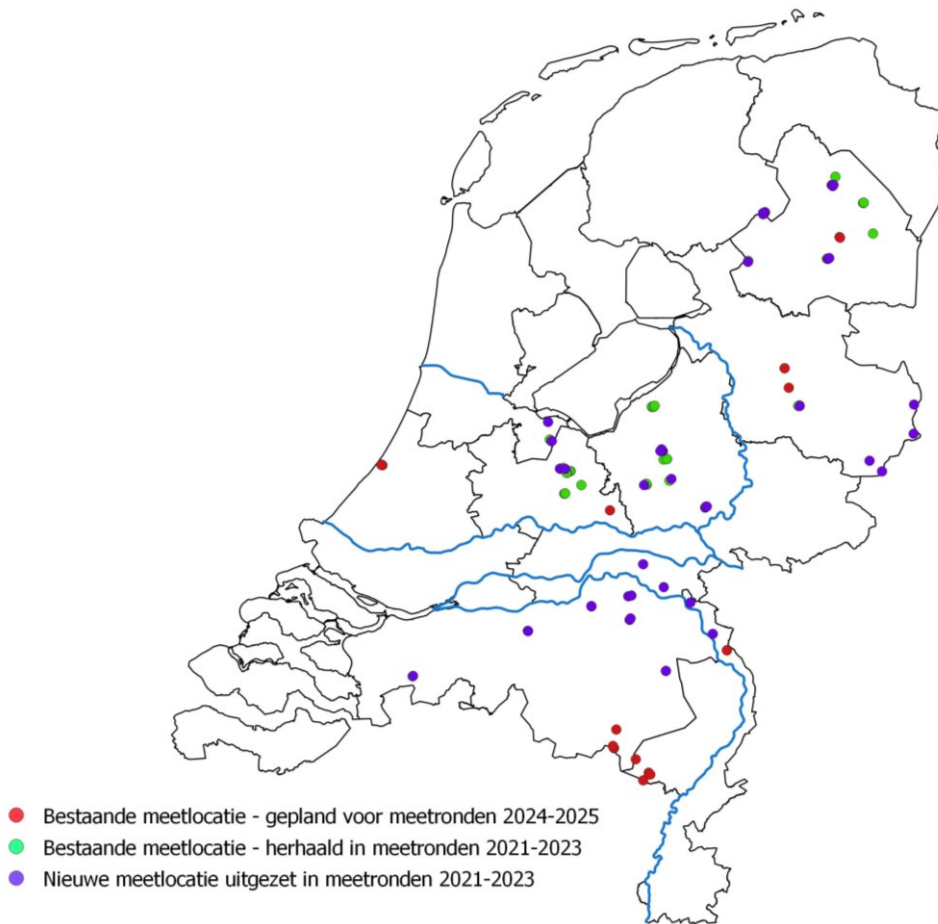 Bestaande meetlocatie - gepland voor meetronden 2024-2025
Bestaande meetlocatie - herhaald in meetronden 2021-2023
Nieuwe meetlocatie uitgezet in meetronden 2021-2023